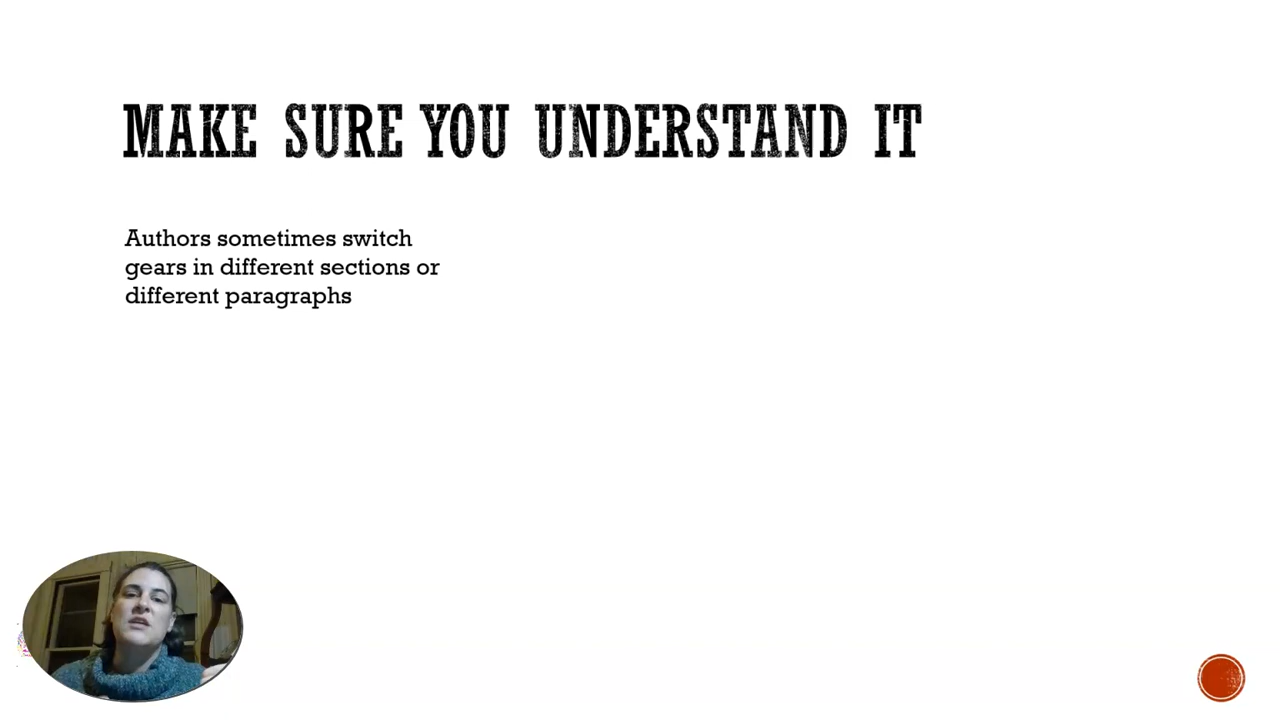 MAKE SURE YOU UNDERSTAND IT
Authors sometimes switch
gears in different sections or
different paragraphs